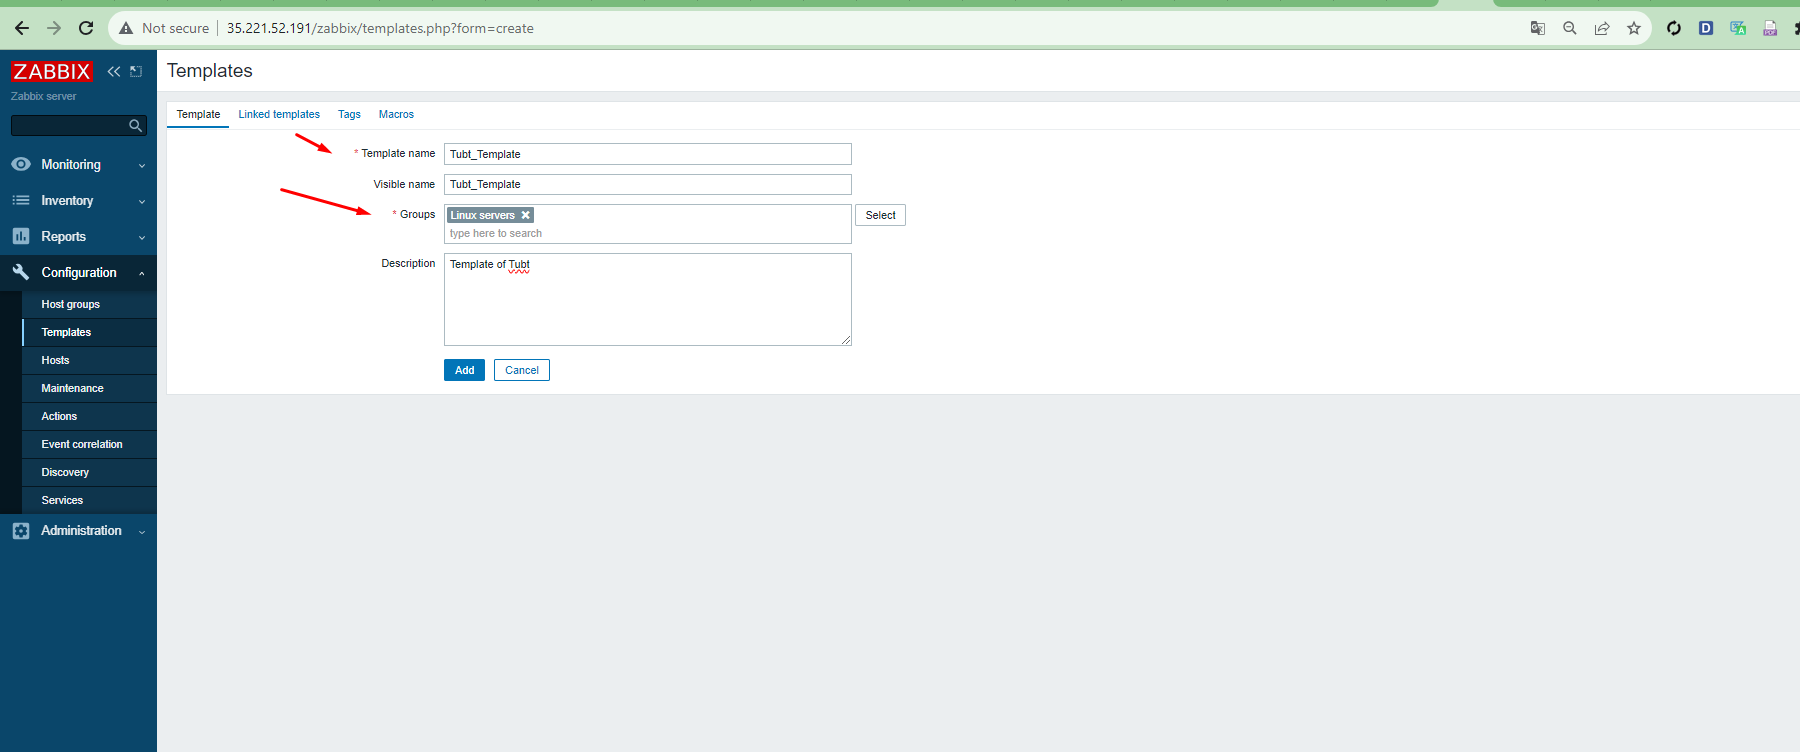 Not secure 35.221.52.191/zabbix/templates.php?form=create
ZABBIX
Zabbix server
Monitoring
Inventory
Reports
Configuration
Host groups
Templates
Hosts
Maintenance
Actions
Event correlation
Discovery
Services
Administration
Templates
Template Linked templates Tags Macros
* Template name Tubt_Template
Visible name Tubt_Template
* Groups Linux servers Select
type here to search
Description Template of Tubt
Add Cancel